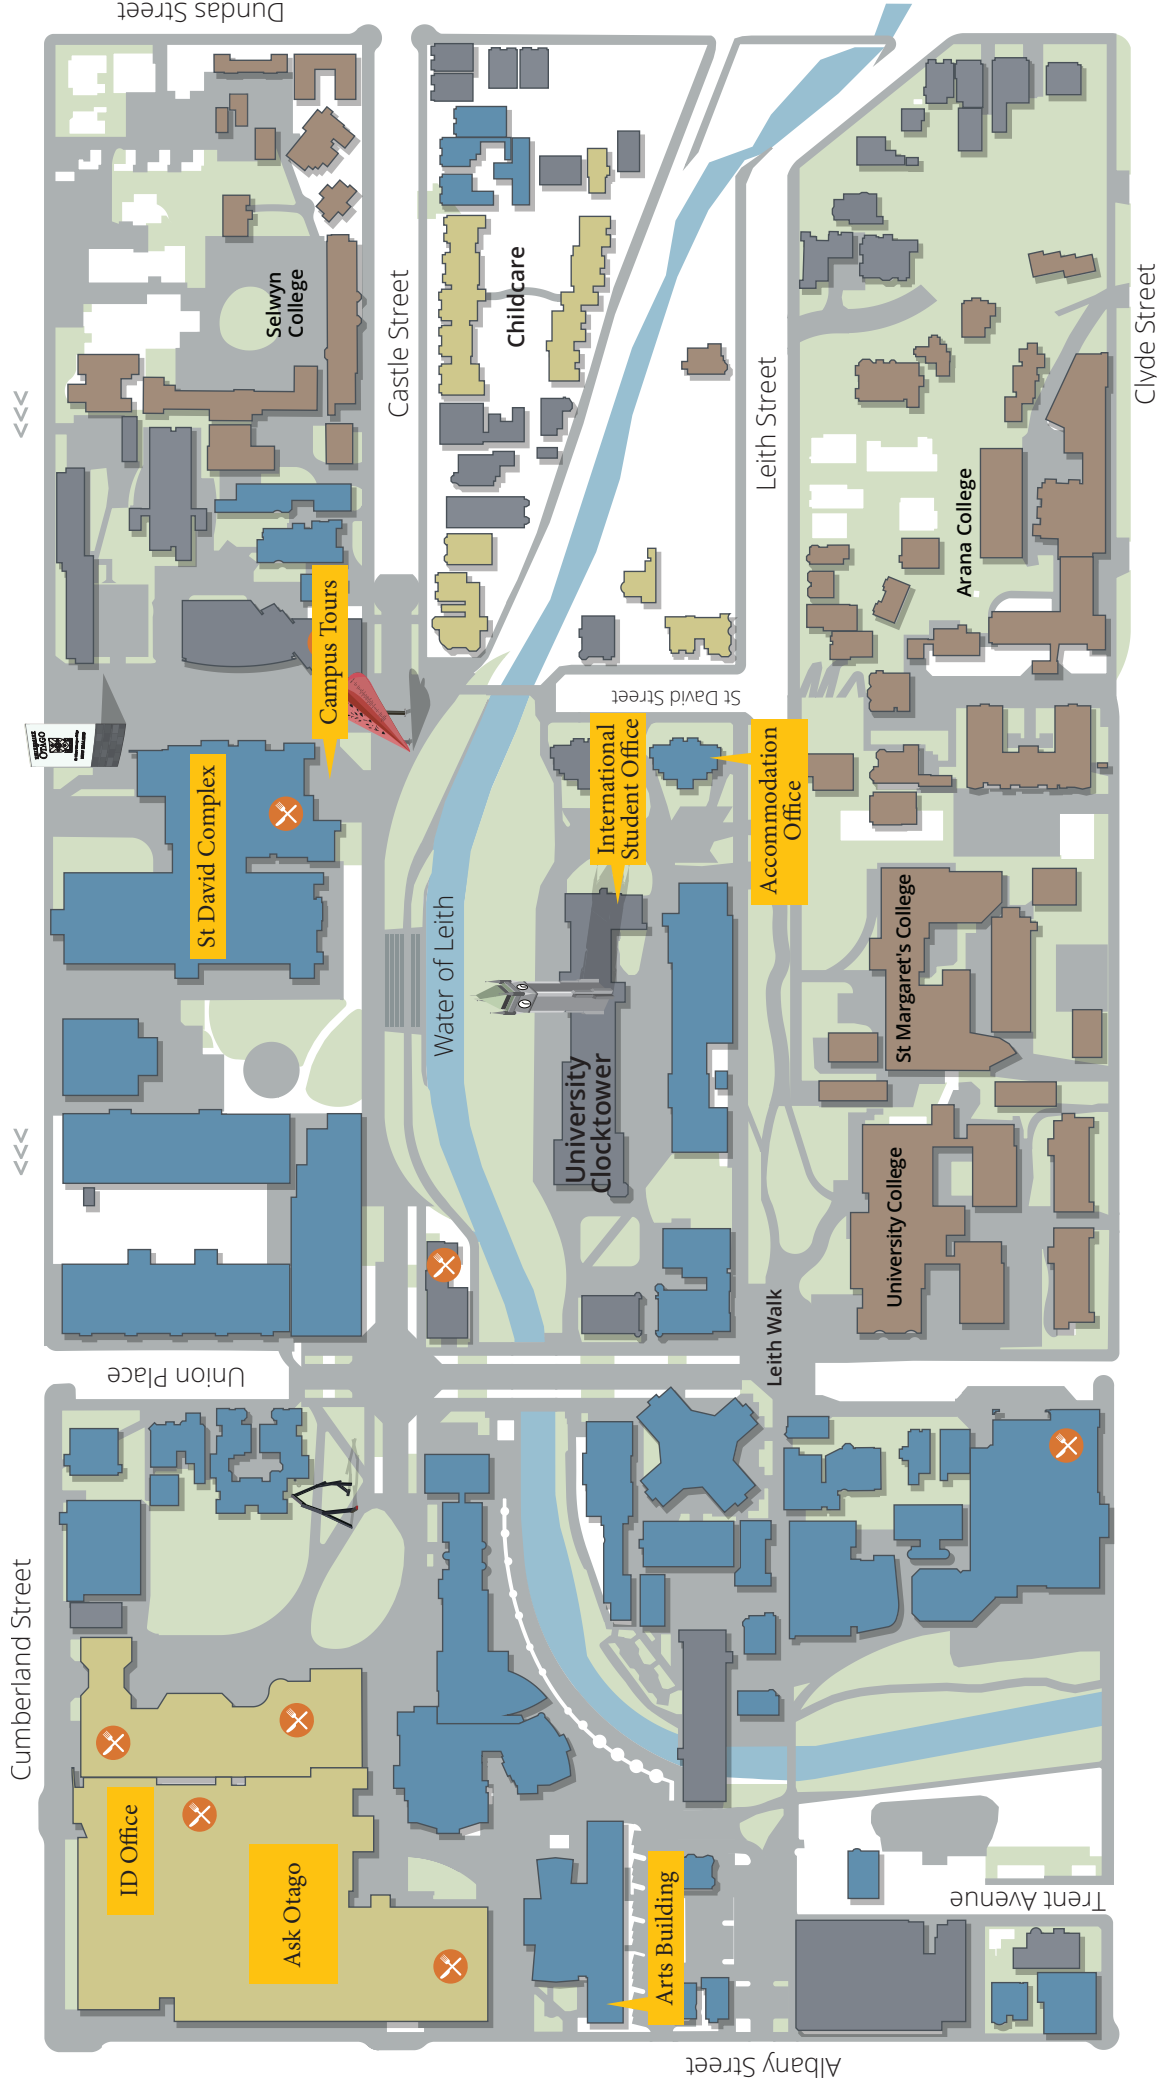 Dundas Street
Selwyn
College
Castle Street
Childcare
Leith Street
Clyde Street
Arana College
Campus Tours
OTAGO
St David Street
St David Complex
International
Student Office
Accommodation
Office
Water of Leith
University
Clocktower
St Margaret's College
University College
Union Place
Leith Walk
Cumberland Street
ID Office
Ask Otago
Arts Building
Trent Avenue
Albany Street
<<<
<<<